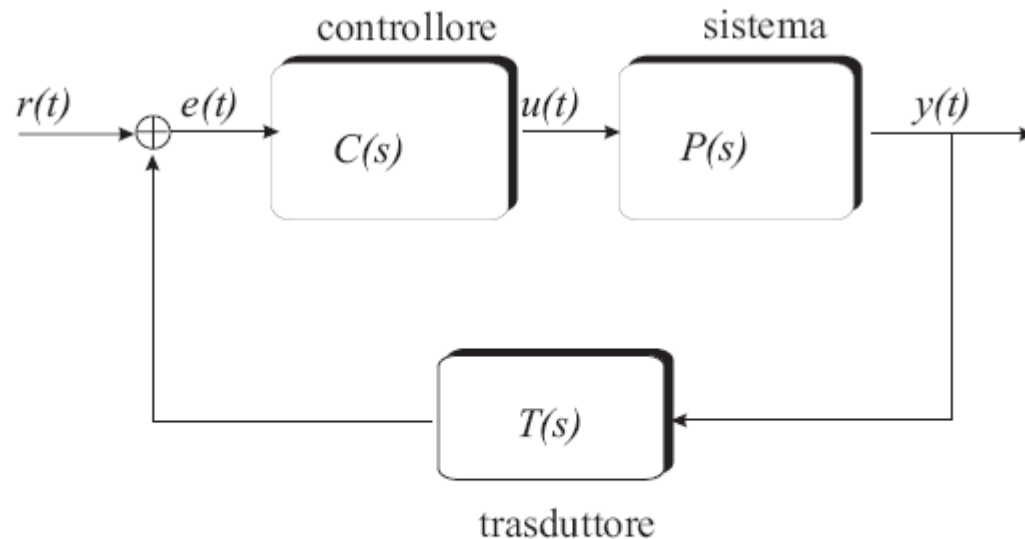 controllore
sistema
r(t)
e(t)
u(t)
y(t)
C(s)
P(s)
T(s)
trasduttore